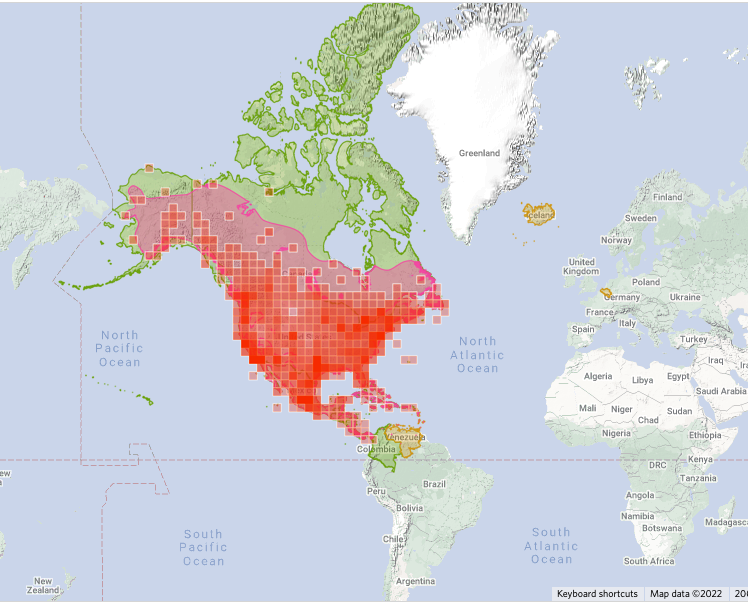 Greenland
Iceland
Finland
Sweden
Norway
United
Kingdom
Poland
Germany
Ukraine
France
Italy
Spain
Turkey
North
Pacific
Ocean
North
Atlantic
Ocean
Iraq
Algeria
Libya
Egypt
Saudi Arabia
Mali
Niger
Sudan
Chad
Nigeria
Ethiopia
Venezuela
Colombia
Kenya
DRC
Tanzania
Peru
Brazil
Angola
Bolivia
Namibia
Botswana
Madagasc
South
Pacific
Ocean
South
Atlantic
Ocean
Chile
South Africa
Argentina
New
Zealand
Keyboard shortcuts
Map data ©2022
200